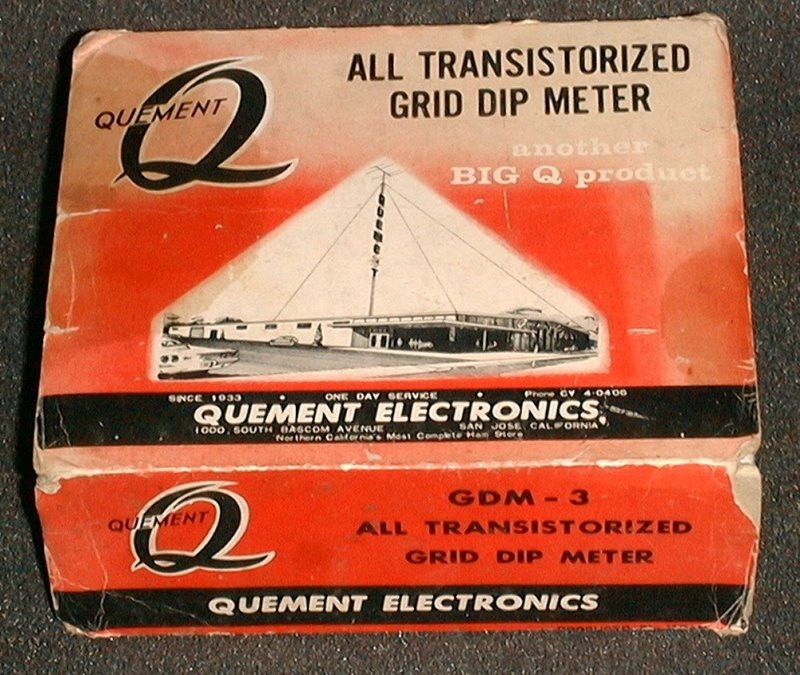 QUEMENT Q
ALL TRANSISTORIZED
GRID DIP METER
another
BIG Q product
QUEMENT
SINCE 1933 • ONE DAY SERVICE • Phone CY 4-0406
QUEMENT ELECTRONICS
1000, SOUTH BASCOM AVENUE SAN JOSE, CALIFORNIA
Northern California's Most Complete Ham Store
QUEMENT Q
GDM - 3
ALL TRANSISTORIZED
GRID DIP METER
QUEMENT ELECTRONICS